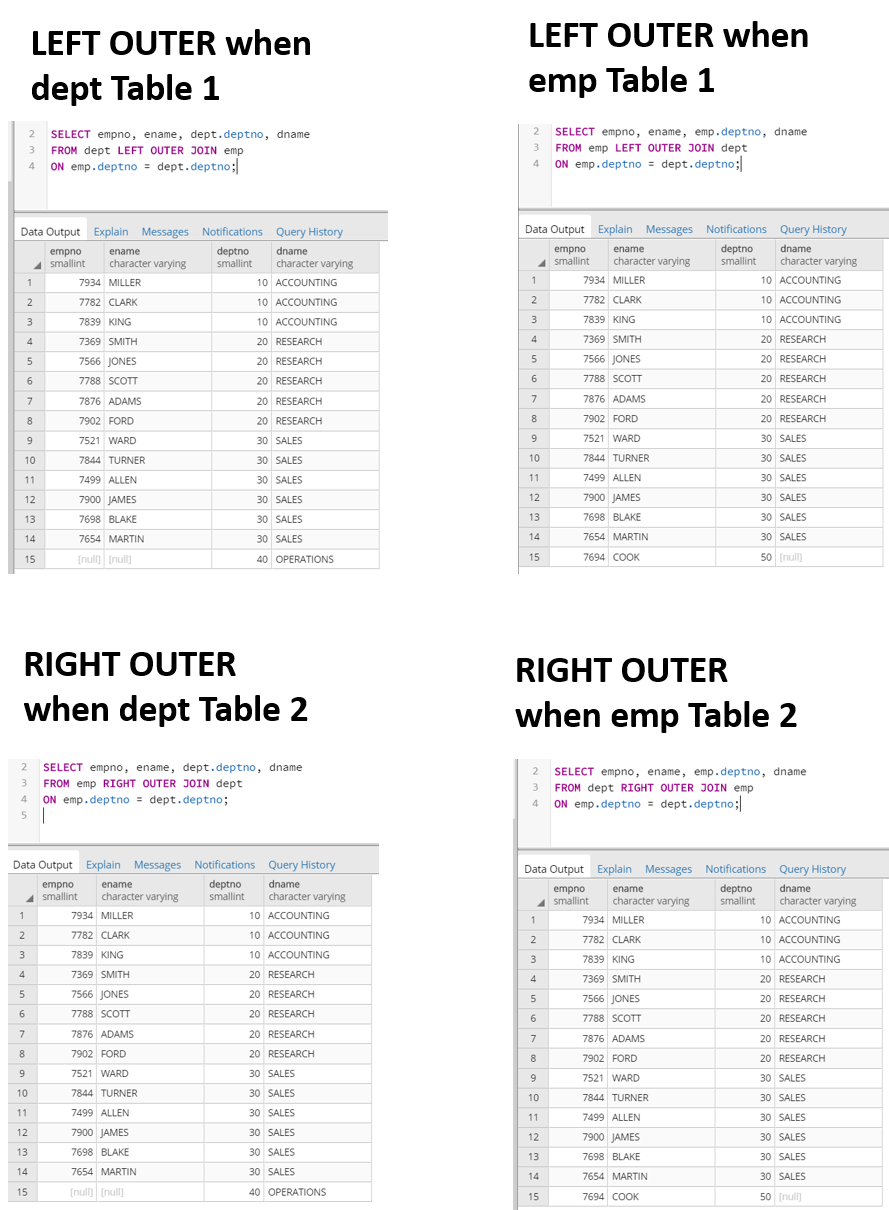 LEFT OUTER when
dept Table 1
2 SELECT empno, ename, dept.deptno, dname
3 FROM dept LEFT OUTER JOIN emp
4 ON emp.deptno = dept.deptno;
Data Output Explain Messages Notifications Query History
empno ename deptno dname
smallint character varying smallint character varying
1 7934 MILLER 10 ACCOUNTING
2 7782 CLARK 10 ACCOUNTING
3 7839 KING 10 ACCOUNTING
4 7369 SMITH 20 RESEARCH
5 7566 JONES 20 RESEARCH
6 7788 SCOTT 20 RESEARCH
7 7876 ADAMS 20 RESEARCH
8 7902 FORD 20 RESEARCH
9 7521 WARD 30 SALES
10 7844 TURNER 30 SALES
11 7499 ALLEN 30 SALES
12 7900 JAMES 30 SALES
13 7698 BLAKE 30 SALES
14 7654 MARTIN 30 SALES
15 [null] [null] 40 OPERATIONS
LEFT OUTER when
emp Table 1
2 SELECT empno, ename, emp.deptno, dname
3 FROM emp LEFT OUTER JOIN dept
4 ON emp.deptno = dept.deptno;
Data Output Explain Messages Notifications Query History
empno ename deptno dname
smallint character varying smallint character varying
1 7934 MILLER 10 ACCOUNTING
2 7782 CLARK 10 ACCOUNTING
3 7839 KING 10 ACCOUNTING
4 7369 SMITH 20 RESEARCH
5 7566 JONES 20 RESEARCH
6 7788 SCOTT 20 RESEARCH
7 7876 ADAMS 20 RESEARCH
8 7902 FORD 20 RESEARCH
9 7521 WARD 30 SALES
10 7844 TURNER 30 SALES
11 7499 ALLEN 30 SALES
12 7900 JAMES 30 SALES
13 7698 BLAKE 30 SALES
14 7654 MARTIN 30 SALES
15 7694 COOK 50 [null]
RIGHT OUTER
when dept Table 2
2 SELECT empno, ename, dept.deptno, dname
3 FROM emp RIGHT OUTER JOIN dept
4 ON emp.deptno = dept.deptno;
5
Data Output Explain Messages Notifications Query History
empno ename deptno dname
smallint character varying smallint character varying
1 7934 MILLER 10 ACCOUNTING
2 7782 CLARK 10 ACCOUNTING
3 7839 KING 10 ACCOUNTING
4 7369 SMITH 20 RESEARCH
5 7566 JONES 20 RESEARCH
6 7788 SCOTT 20 RESEARCH
7 7876 ADAMS 20 RESEARCH
8 7902 FORD 20 RESEARCH
9 7521 WARD 30 SALES
10 7844 TURNER 30 SALES
11 7499 ALLEN 30 SALES
12 7900 JAMES 30 SALES
13 7698 BLAKE 30 SALES
14 7654 MARTIN 30 SALES
15 [null] [null] 40 OPERATIONS
RIGHT OUTER
when emp Table 2
2 SELECT empno, ename, emp.deptno, dname
3 FROM dept RIGHT OUTER JOIN emp
4 ON emp.deptno = dept.deptno;
Data Output Explain Messages Notifications Query History
empno ename deptno dname
smallint character varying smallint character varying
1 7934 MILLER 10 ACCOUNTING
2 7782 CLARK 10 ACCOUNTING
3 7839 KING 10 ACCOUNTING
4 7369 SMITH 20 RESEARCH
5 7566 JONES 20 RESEARCH
6 7788 SCOTT 20 RESEARCH
7 7876 ADAMS 20 RESEARCH
8 7902 FORD 20 RESEARCH
9 7521 WARD 30 SALES
10 7844 TURNER 30 SALES
11 7499 ALLEN 30 SALES
12 7900 JAMES 30 SALES
13 7698 BLAKE 30 SALES
14 7654 MARTIN 30 SALES
15 7694 COOK 50 [null]